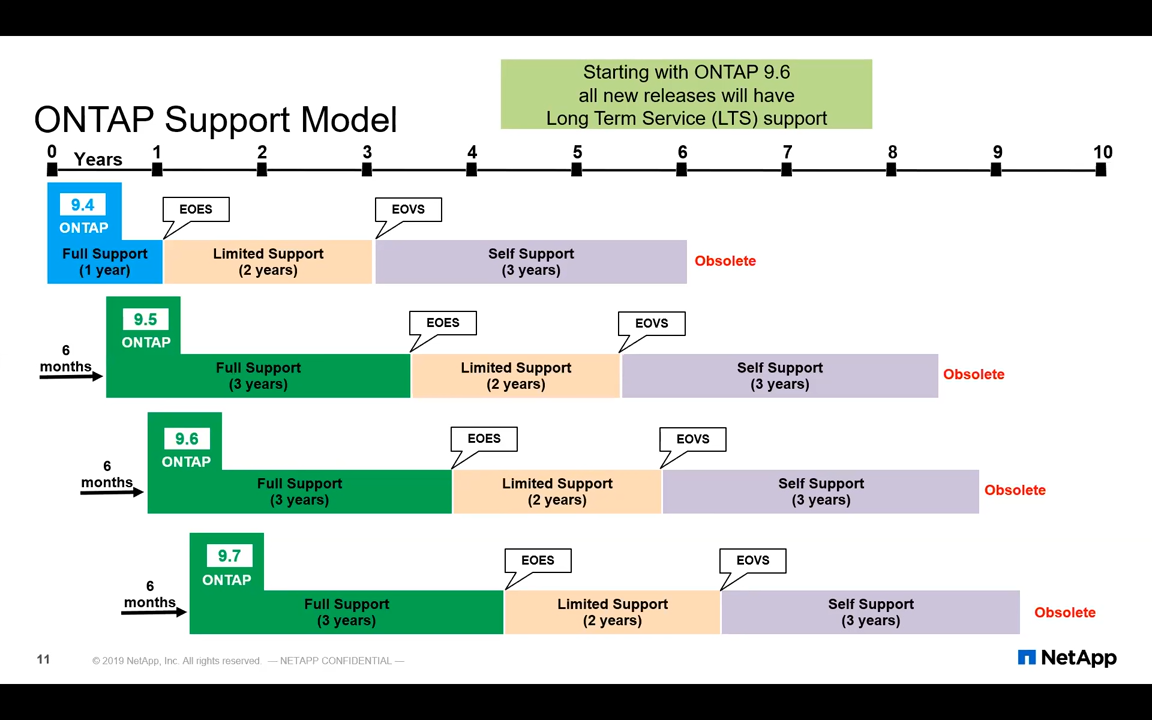 Starting with ONTAP 9.6
all new releases will have
Long Term Service (LTS) support
ONTAP Support Model
0 Years 1 2 3 4 5 6 7 8 9 10
9.4
ONTAP
EOES
EOVS
Full Support
(1 year)
Limited Support
(2 years)
Self Support
(3 years)
Obsolete
6
months
9.5
ONTAP
EOES
EOVS
Full Support
(3 years)
Limited Support
(2 years)
Self Support
(3 years)
Obsolete
6
months
9.6
ONTAP
EOES
EOVS
Full Support
(3 years)
Limited Support
(2 years)
Self Support
(3 years)
Obsolete
6
months
9.7
ONTAP
EOES
EOVS
Full Support
(3 years)
Limited Support
(2 years)
Self Support
(3 years)
Obsolete
11 © 2019 NetApp, Inc. All rights reserved. — NETAPP CONFIDENTIAL —
NetApp